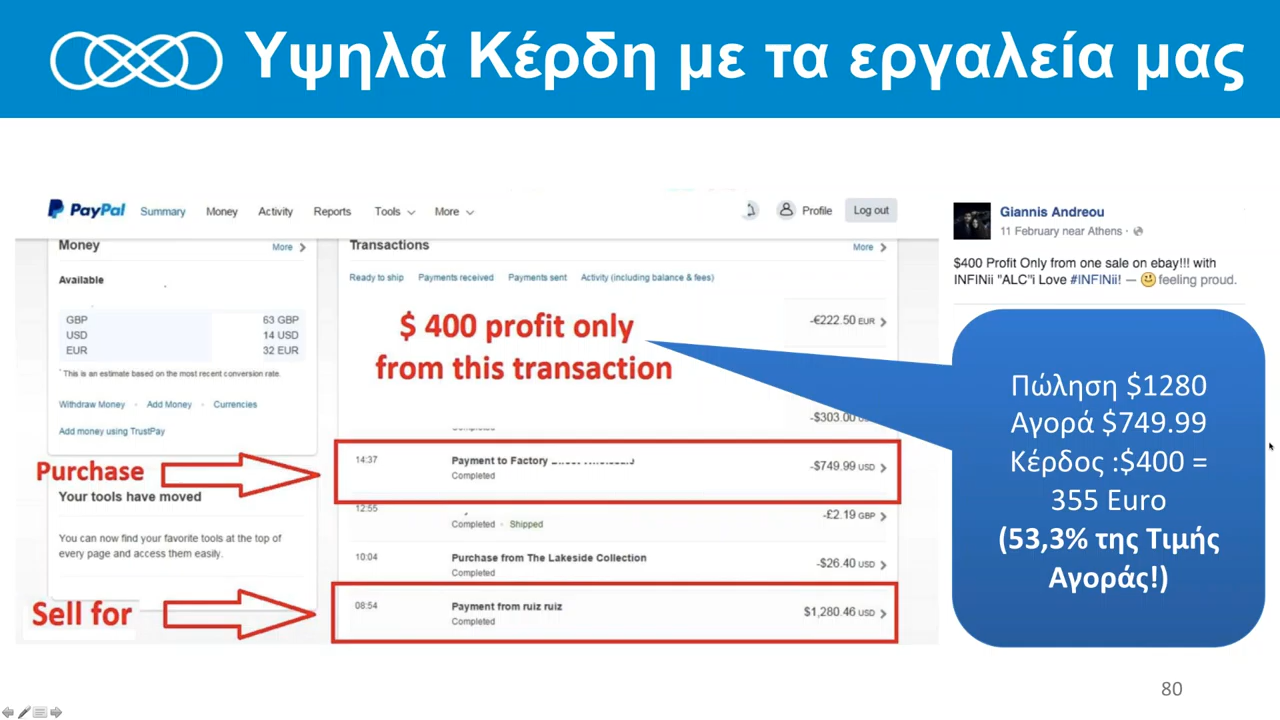 Υψηλά Κέρδη με τα εργαλεία μας
PayPal Summary Money Activity Reports Tools More Profile Log out
Money More
Available
GBP 63 GBP
USD 14 USD
EUR 32 EUR
* This is an estimate based on the most recent conversion rate.
Withdraw Money · Add Money · Currencies
Add money using TrustPay
Purchase
Your tools have moved
You can now find your favorite tools at the top of
every page and access them easily.
Sell for
Transactions More
Ready to ship Payments received Payments sent Activity (including balance & fees)
-€222.50 EUR
$ 400 profit only
from this transaction
-$303.00
Completed
14:37 Payment to Factory -$749.99 USD
Completed
12:55 -£2.19 GBP
Completed · Shipped
10:04 Purchase from The Lakeside Collection -$26.40 USD
Completed
08:54 Payment from ruiz ruiz $1,280.46 USD
Completed
Giannis Andreou
11 February near Athens ·
$400 Profit Only from one sale on ebay!!! with
INFINii "ALC"i Love #INFINii! — feeling proud.
Πώληση $1280
Αγορά $749.99
Κέρδος :$400 =
355 Euro
(53,3% της Τιμής
Αγοράς!)
80